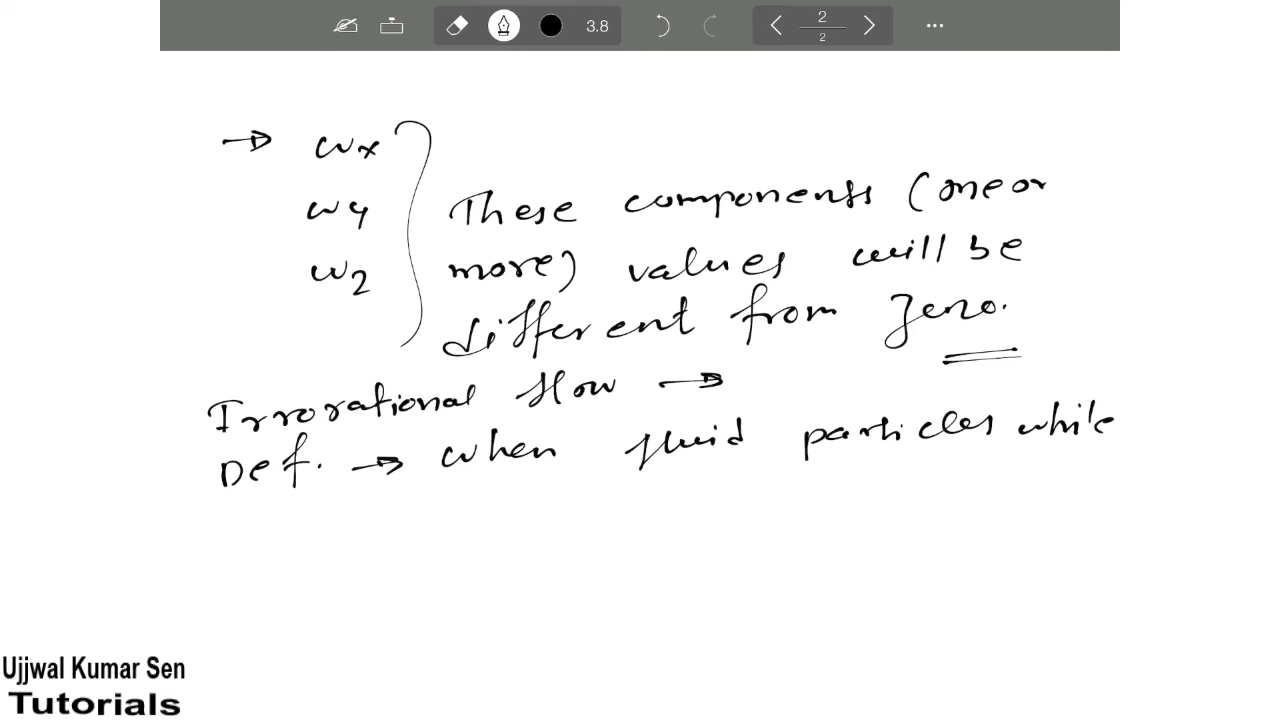 3.8
2
2
→ ωx
ωy
ωz
These components (one or
more) values will be
different from zero.
Irrorational flow →
Def. → when fluid particles while
Ujjwal Kumar Sen
Tutorials